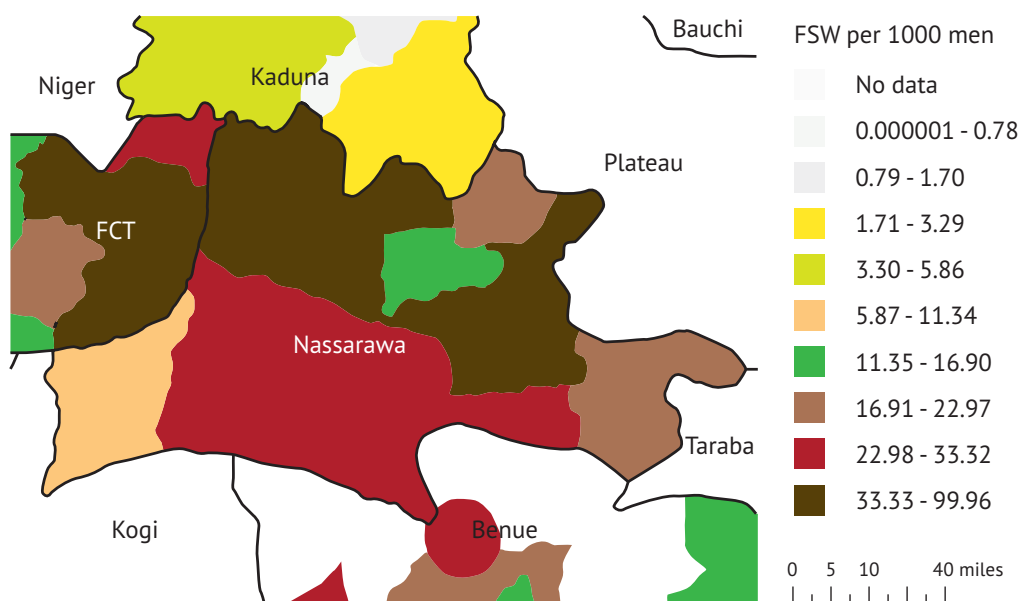 Bauchi
Niger
Kaduna
Plateau
FCT
Nassarawa
Taraba
Kogi
Benue
FSW per 1000 men
No data
0.000001 - 0.78
0.79 - 1.70
1.71 - 3.29
3.30 - 5.86
5.87 - 11.34
11.35 - 16.90
16.91 - 22.97
22.98 - 33.32
33.33 - 99.96
0 5 10 40 miles